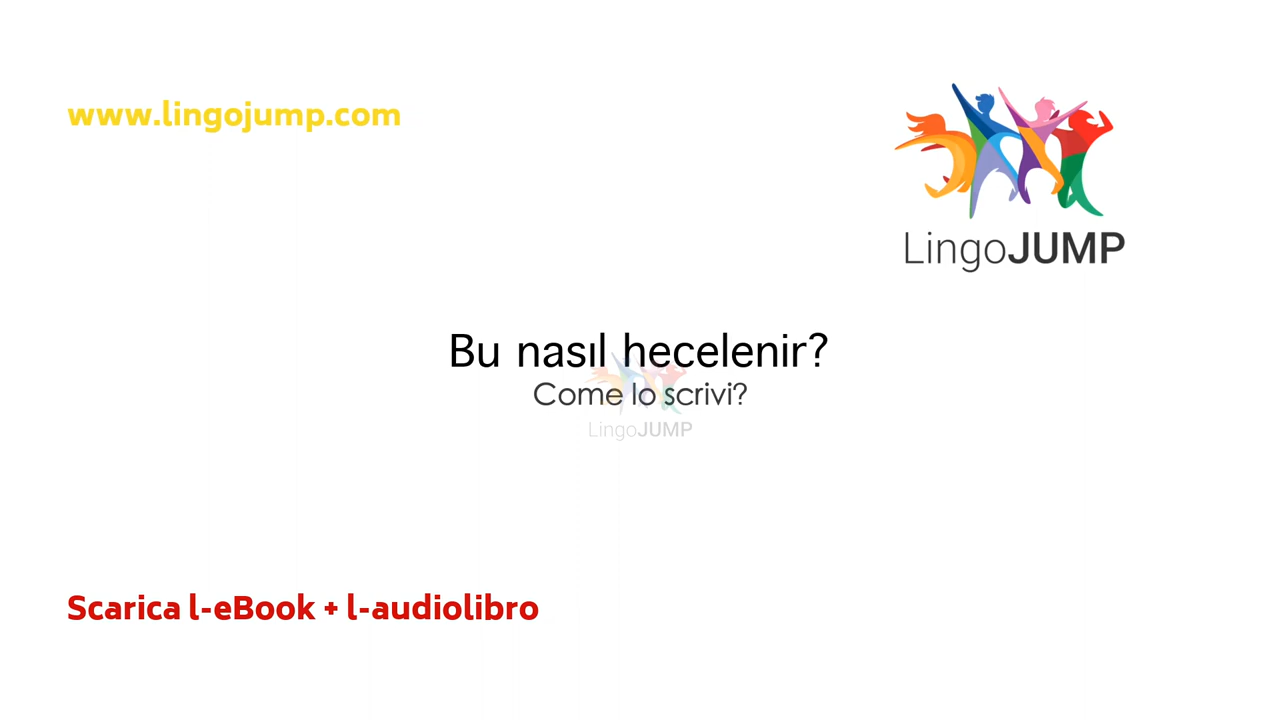 www.lingojump.com
LingoJUMP
Bu nasıl hecelenir?
Come lo scrivi?
LingoJUMP
Scarica l-eBook + l-audiolibro